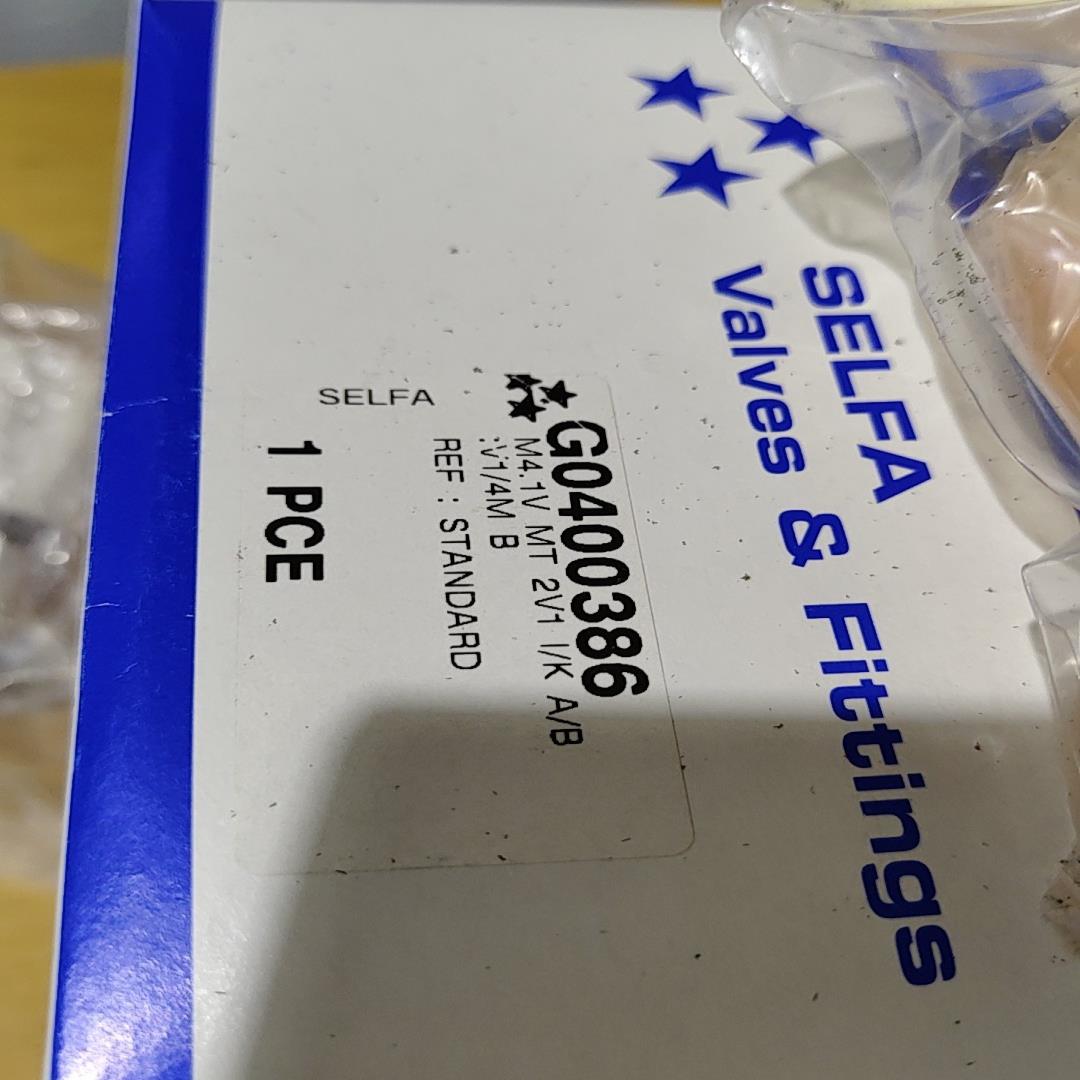 SELFA
Valves & Fittings
G0400386
M4.1V MT 2V1 I/K A/B
:V1/4M B
REF : STANDARD
SELFA
1 PCE